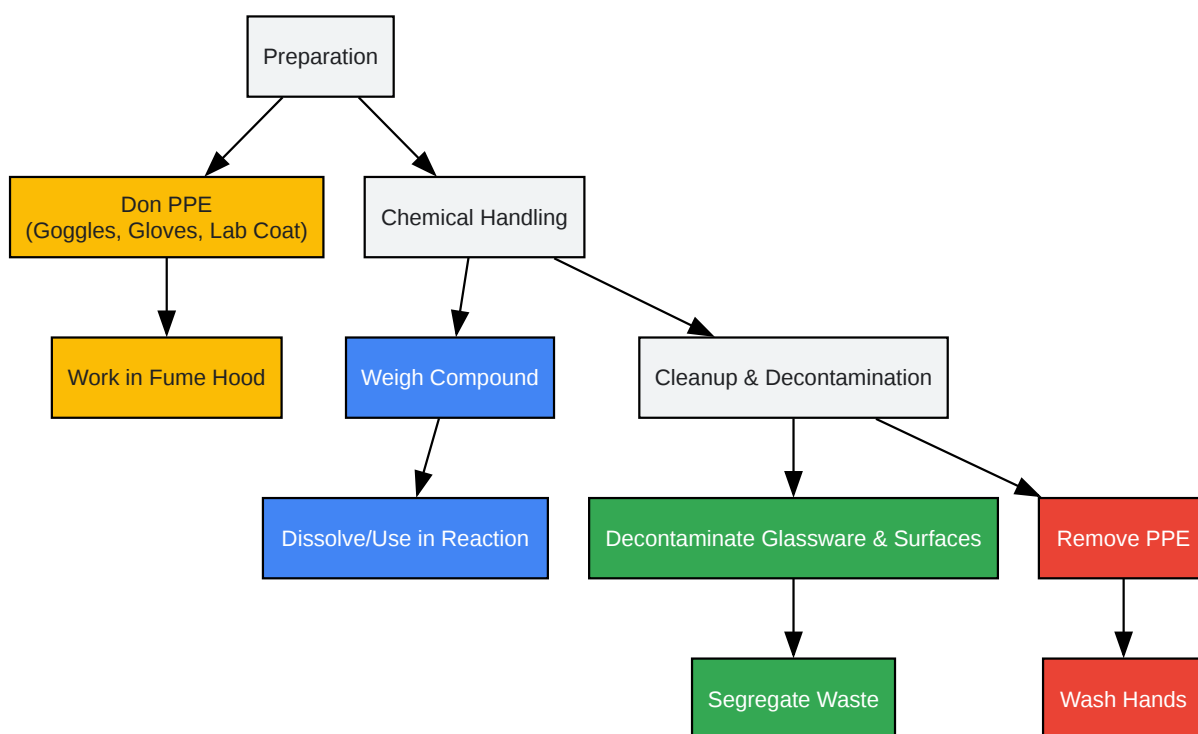 Preparation
Don PPE
(Goggles, Gloves, Lab Coat)
Chemical Handling
Work in Fume Hood
Weigh Compound
Cleanup & Decontamination
Dissolve/Use in Reaction
Decontaminate Glassware & Surfaces
Remove PPE
Segregate Waste
Wash Hands